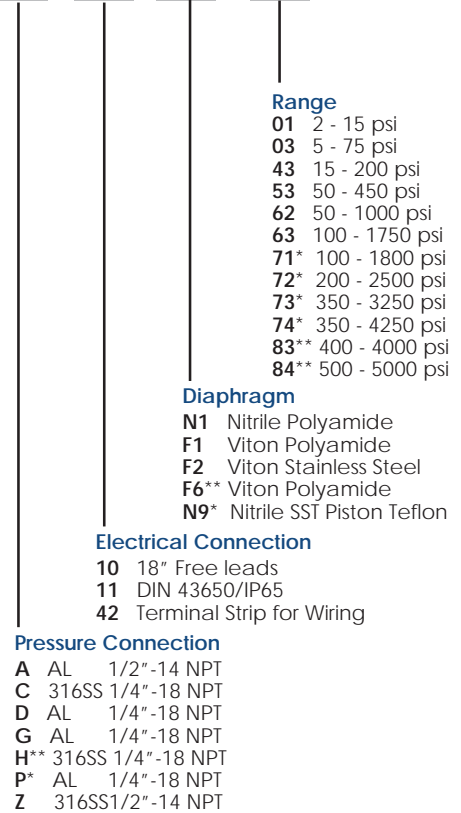 Range
01 2 - 15 psi
03 5 - 75 psi
43 15 - 200 psi
53 50 - 450 psi
62 50 - 1000 psi
63 100 - 1750 psi
71* 100 - 1800 psi
72* 200 - 2500 psi
73* 350 - 3250 psi
74* 350 - 4250 psi
83** 400 - 4000 psi
84** 500 - 5000 psi
Diaphragm
N1 Nitrile Polyamide
F1 Viton Polyamide
F2 Viton Stainless Steel
F6** Viton Polyamide
N9* Nitrile SST Piston Teflon
Electrical Connection
10 18" Free leads
11 DIN 43650/IP65
42 Terminal Strip for Wiring
Pressure Connection
A AL 1/2"-14 NPT
C 316SS 1/4"-18 NPT
D AL 1/4"-18 NPT
G AL 1/4"-18 NPT
H** 316SS 1/4"-18 NPT
P* AL 1/4"-18 NPT
Z 316SS1/2"-14 NPT